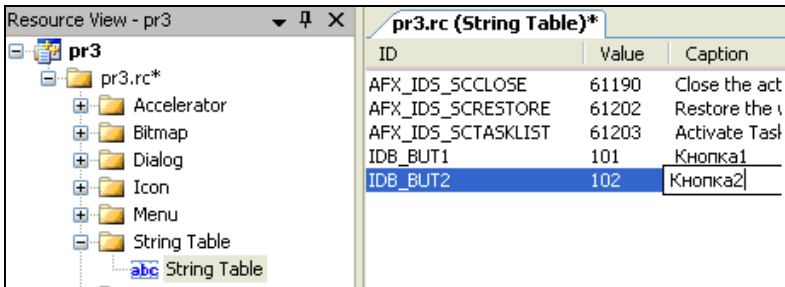 Resource View - pr3
pr3
pr3.rc*
Accelerator
Bitmap
Dialog
Icon
Menu
String Table
abc String Table
pr3.rc (String Table)*
ID Value Caption
AFX_IDS_SCCLOSE 61190 Close the act
AFX_IDS_SCRESTORE 61202 Restore the
AFX_IDS_SCTASKLIST 61203 Activate Task
IDB_BUT1 101 Кнопка1
IDB_BUT2 102 Кнопка2